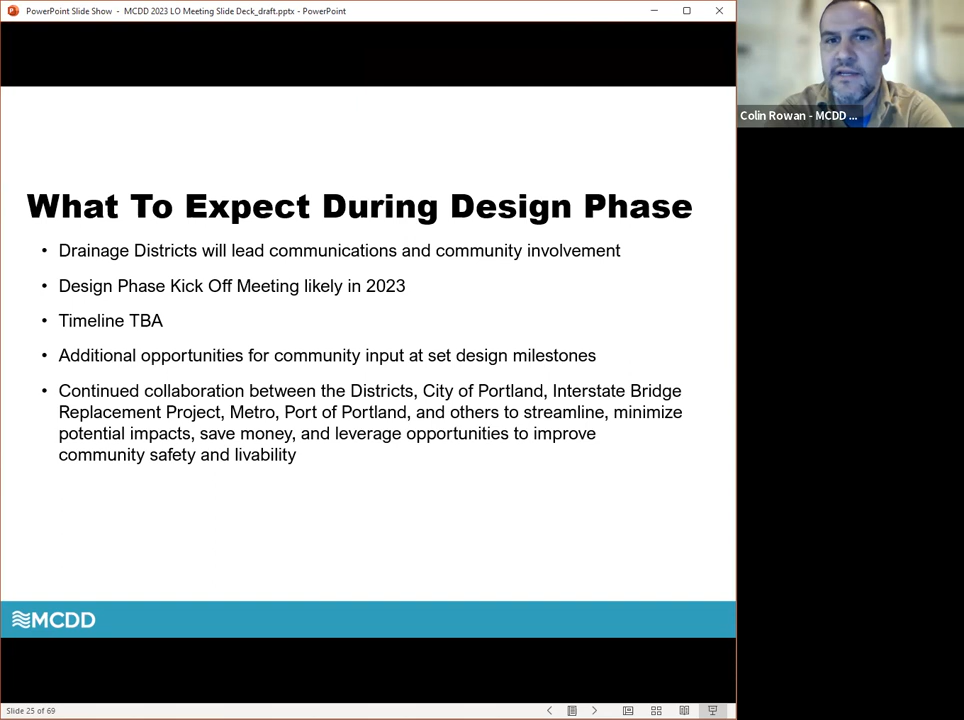 PowerPoint Slide Show - MCDD 2023 LO Meeting Slide Deck_draft.pptx - PowerPoint
Colin Rowan - MCDD ...
What To Expect During Design Phase
• Drainage Districts will lead communications and community involvement
• Design Phase Kick Off Meeting likely in 2023
• Timeline TBA
• Additional opportunities for community input at set design milestones
• Continued collaboration between the Districts, City of Portland, Interstate Bridge
Replacement Project, Metro, Port of Portland, and others to streamline, minimize
potential impacts, save money, and leverage opportunities to improve
community safety and livability
MCDD
Slide 25 of 69